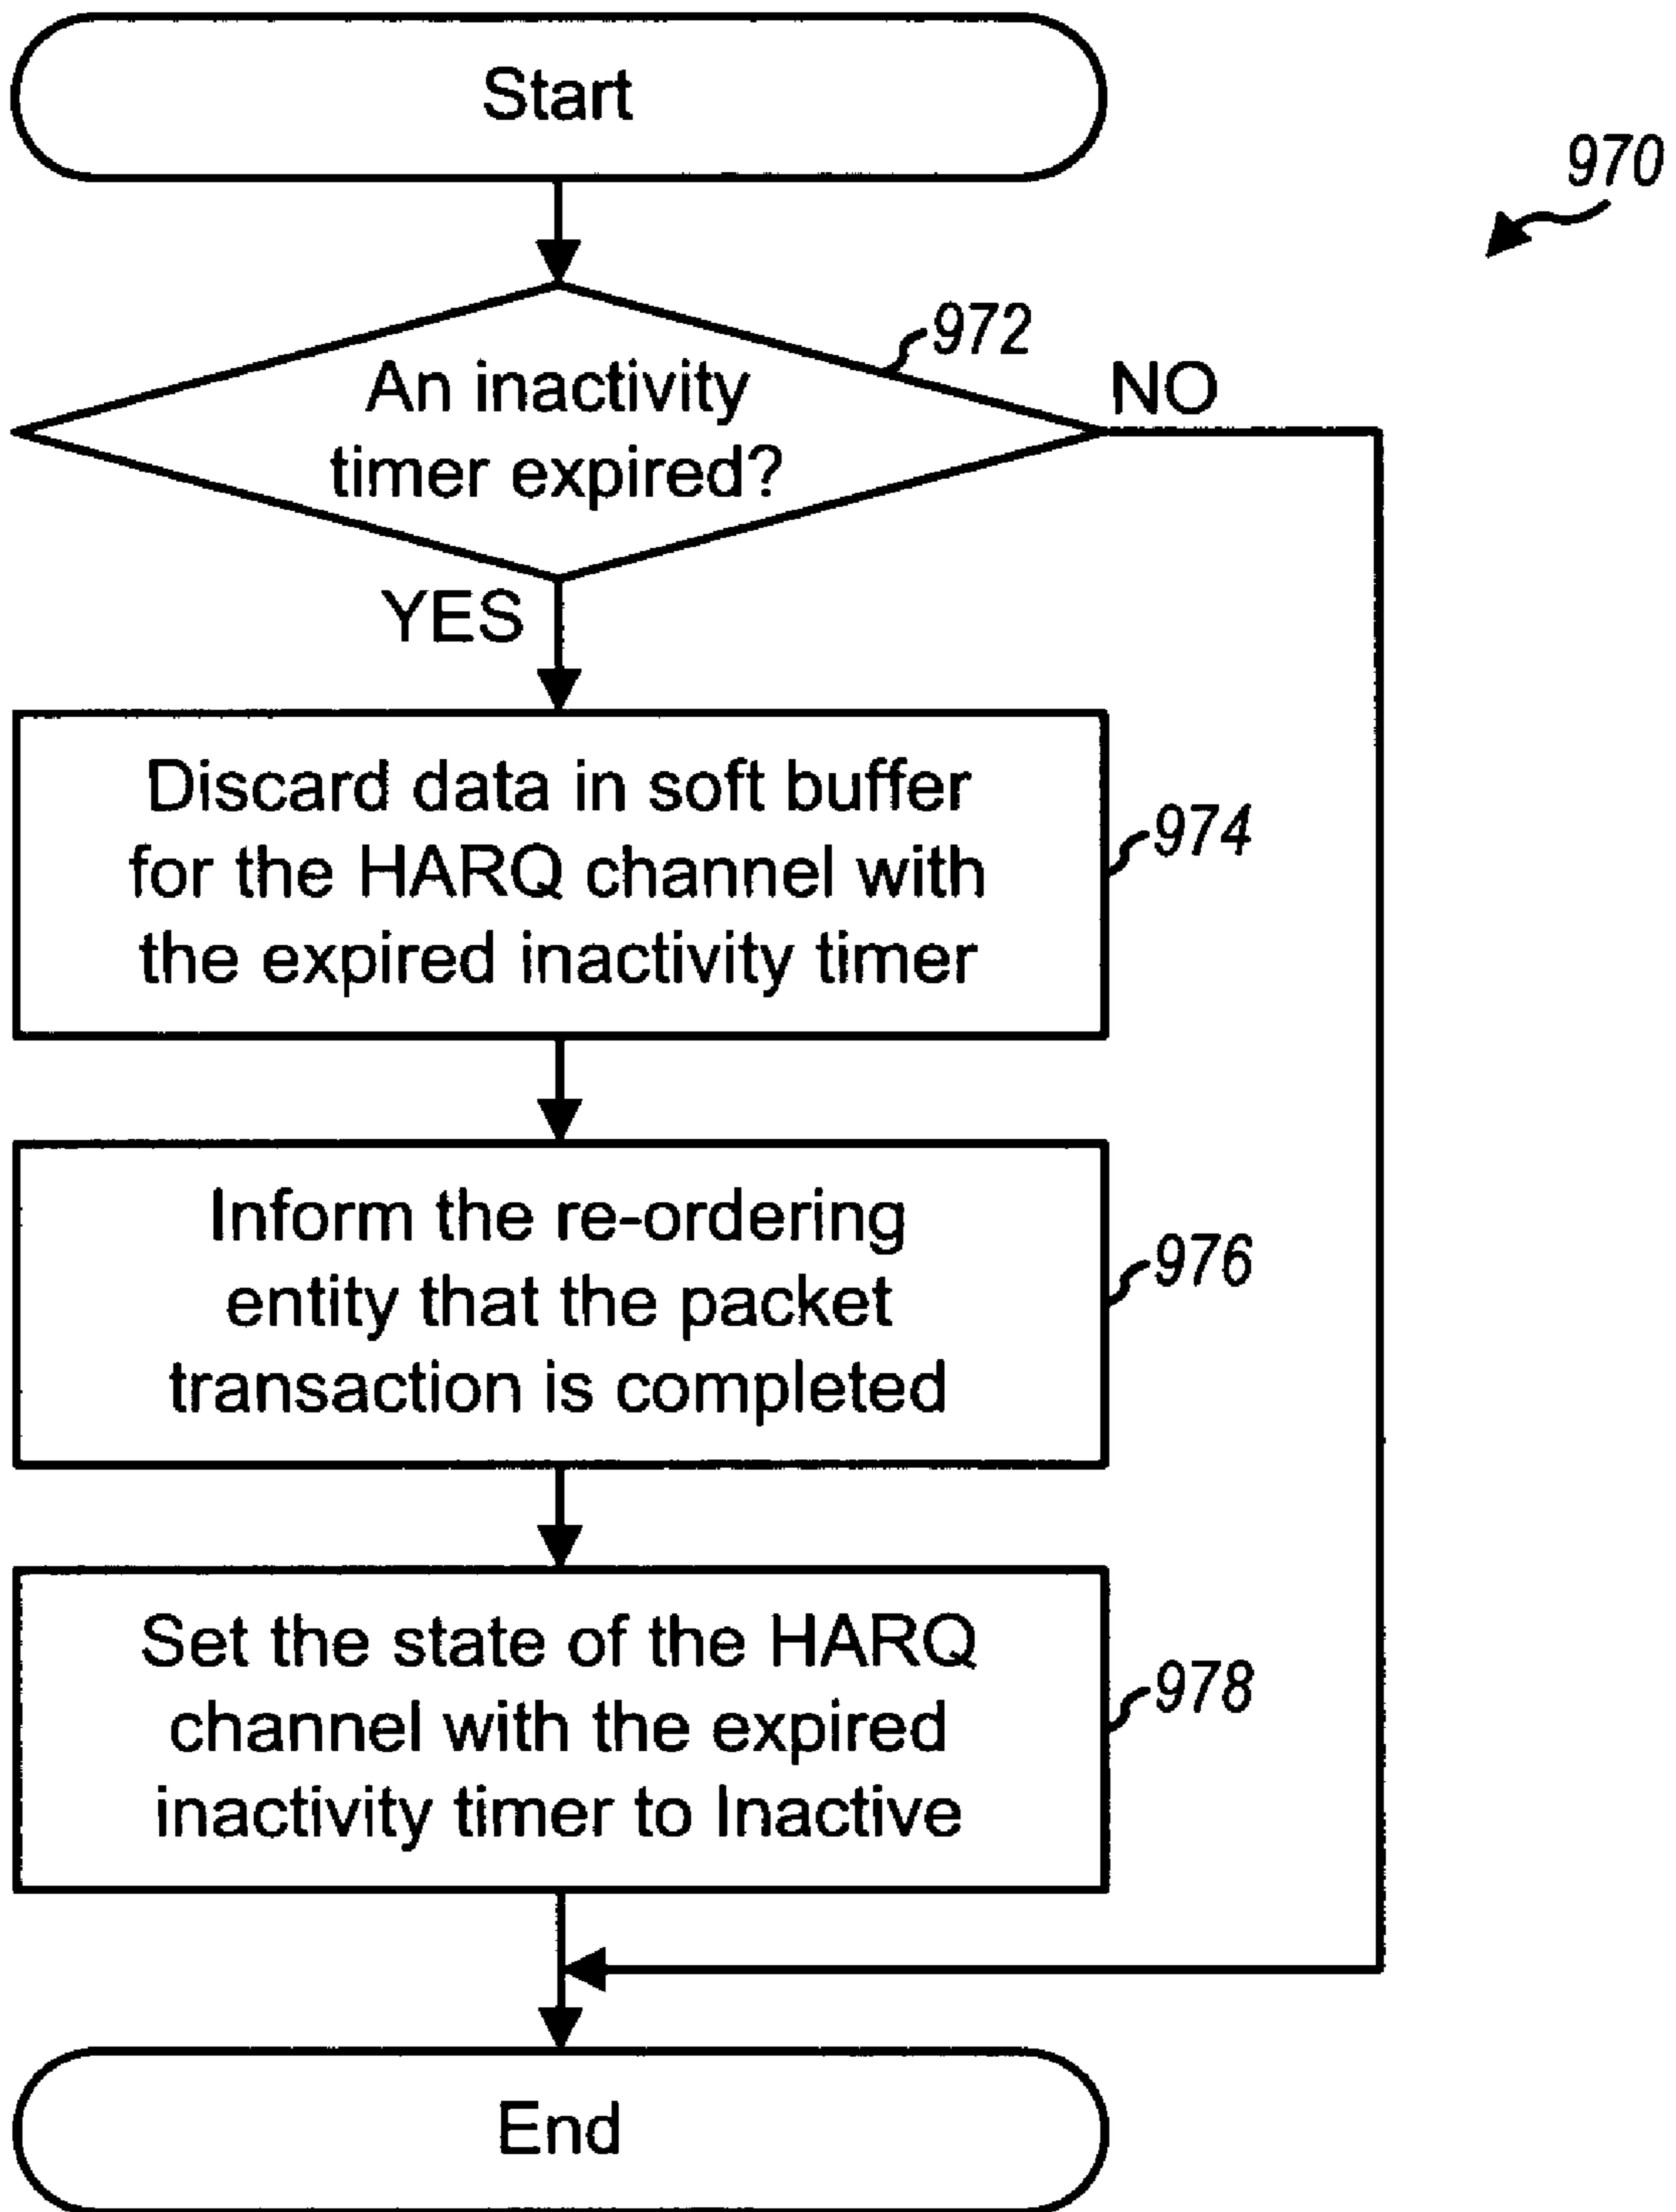 Start
970
972
An inactivity
timer expired?
NO
YES
Discard data in soft buffer
for the HARQ channel with
the expired inactivity timer
974
Inform the re-ordering
entity that the packet
transaction is completed
976
Set the state of the HARQ
channel with the expired
inactivity timer to Inactive
978
End